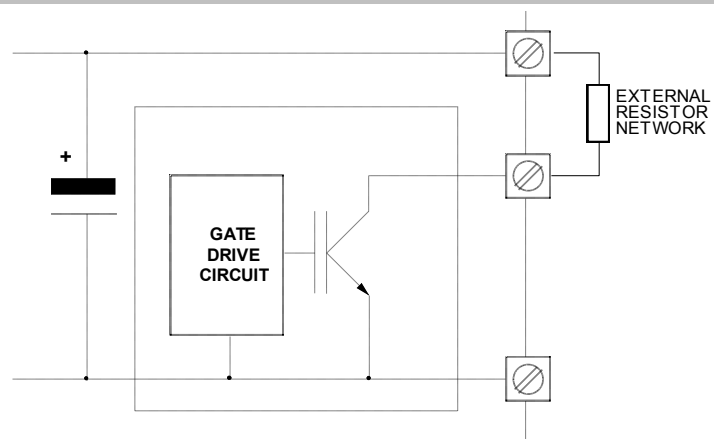 EXTERNAL
RESISTOR
NETWORK
+
GATE
DRIVE
CIRCUIT